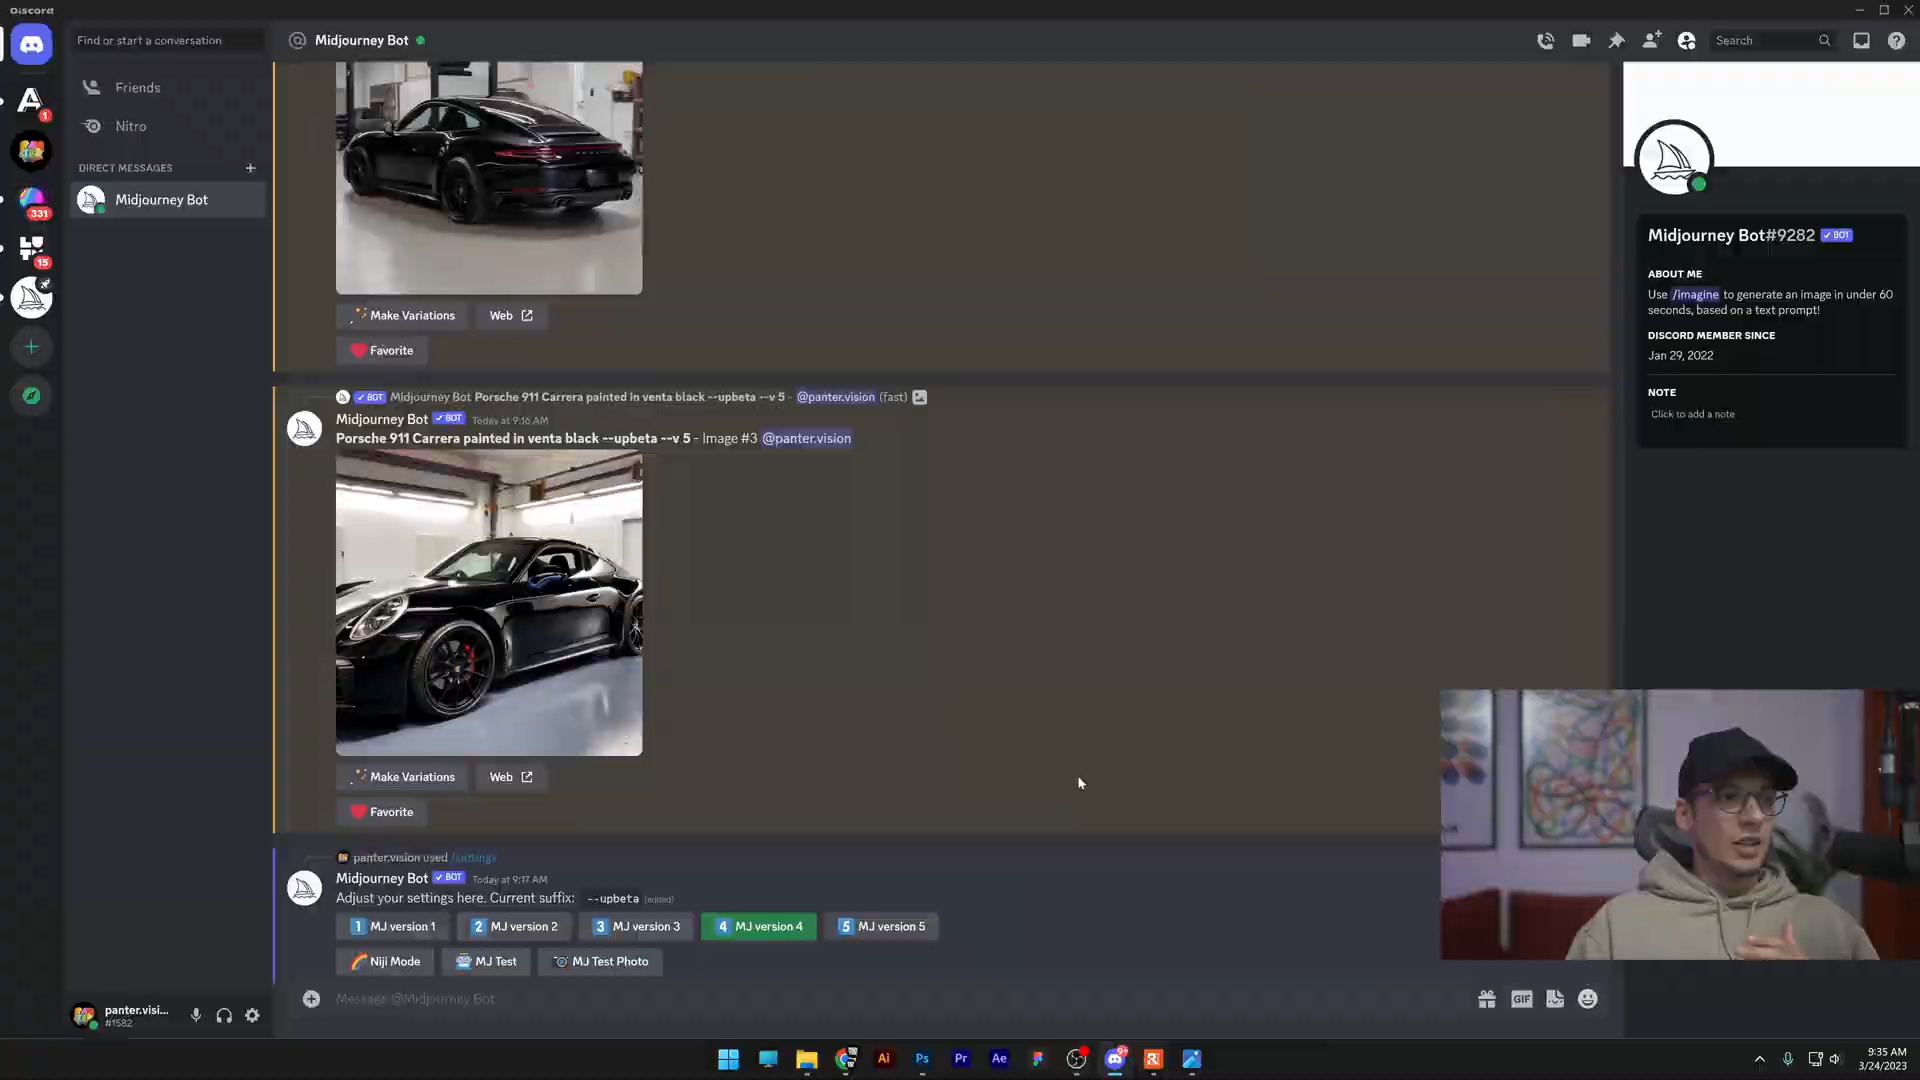 Discord
Find or start a conversation
Midjourney Bot
Search
Friends
Nitro
DIRECT MESSAGES
Midjourney Bot
1
331
15
Make Variations
Web
Favorite
BOT Midjourney Bot Porsche 911 Carrera painted in venta black --upbeta --v 5 - @panter.vision (fast)
Midjourney Bot BOT Today at 9:16 AM
Porsche 911 Carrera painted in venta black --upbeta --v 5 - Image #3 @panter.vision
Make Variations
Web
Favorite
panter.vision used /settings
Midjourney Bot BOT Today at 9:17 AM
Adjust your settings here. Current suffix: --upbeta (edited)
1 MJ version 1
2 MJ version 2
3 MJ version 3
4 MJ version 4
5 MJ version 5
Niji Mode
MJ Test
MJ Test Photo
Message @Midjourney Bot
GIF
panter.visi...
#1582
Midjourney Bot#9282 BOT
ABOUT ME
Use /imagine to generate an image in under 60
seconds, based on a text prompt!
DISCORD MEMBER SINCE
Jan 29, 2022
NOTE
Click to add a note
Ai
Ps
Pr
Ae
9:35 AM
3/24/2023